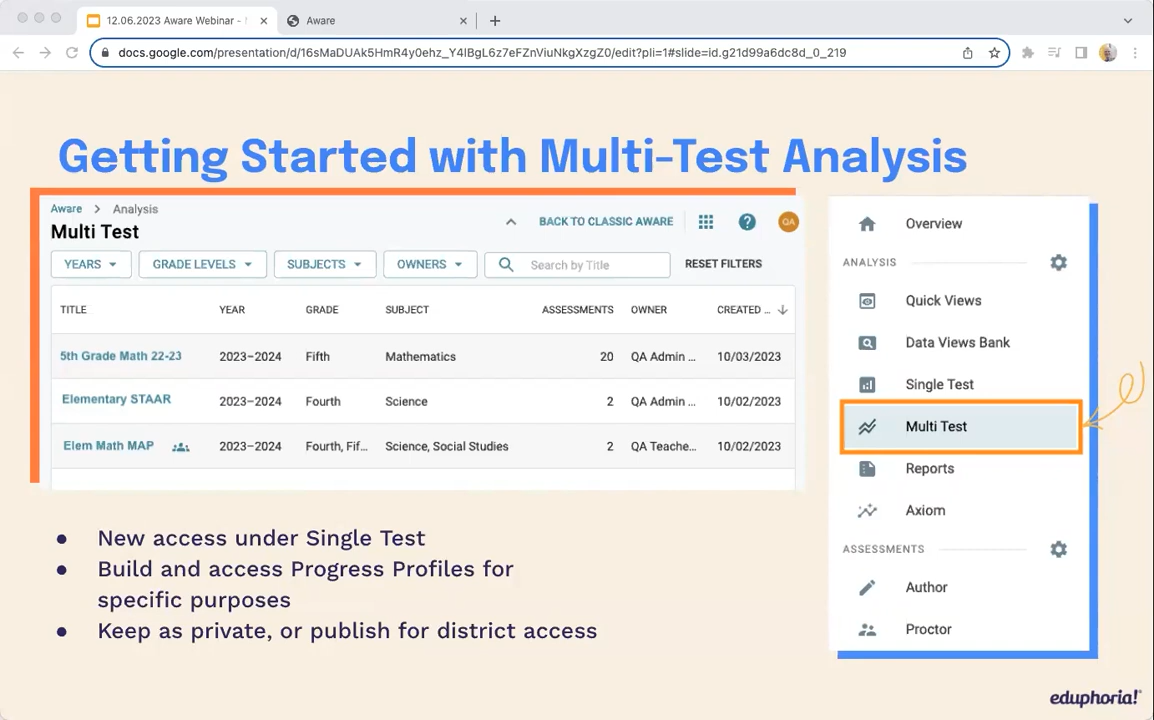 12.06.2023 Aware Webinar -
Aware
docs.google.com/presentation/d/16sMaDUAk5HmR4y0ehz_Y4lBgL6z7eFZnViuNkgXzgZ0/edit?pli=1#slide=id.g21d99a6dc8d_0_219
Getting Started with Multi-Test Analysis
Aware > Analysis
Multi Test
BACK TO CLASSIC AWARE
? QA
YEARS GRADE LEVELS SUBJECTS OWNERS Search by Title RESET FILTERS
TITLE YEAR GRADE SUBJECT ASSESSMENTS OWNER CREATED ...
5th Grade Math 22-23 2023–2024 Fifth Mathematics 20 QA Admin ... 10/03/2023
Elementary STAAR 2023–2024 Fourth Science 2 QA Admin ... 10/02/2023
Elem Math MAP 2023–2024 Fourth, Fif... Science, Social Studies 2 QA Teache... 10/02/2023
Overview
ANALYSIS
Quick Views
Data Views Bank
Single Test
Multi Test
Reports
Axiom
ASSESSMENTS
Author
Proctor
• New access under Single Test
• Build and access Progress Profiles for
specific purposes
• Keep as private, or publish for district access
eduphoria!